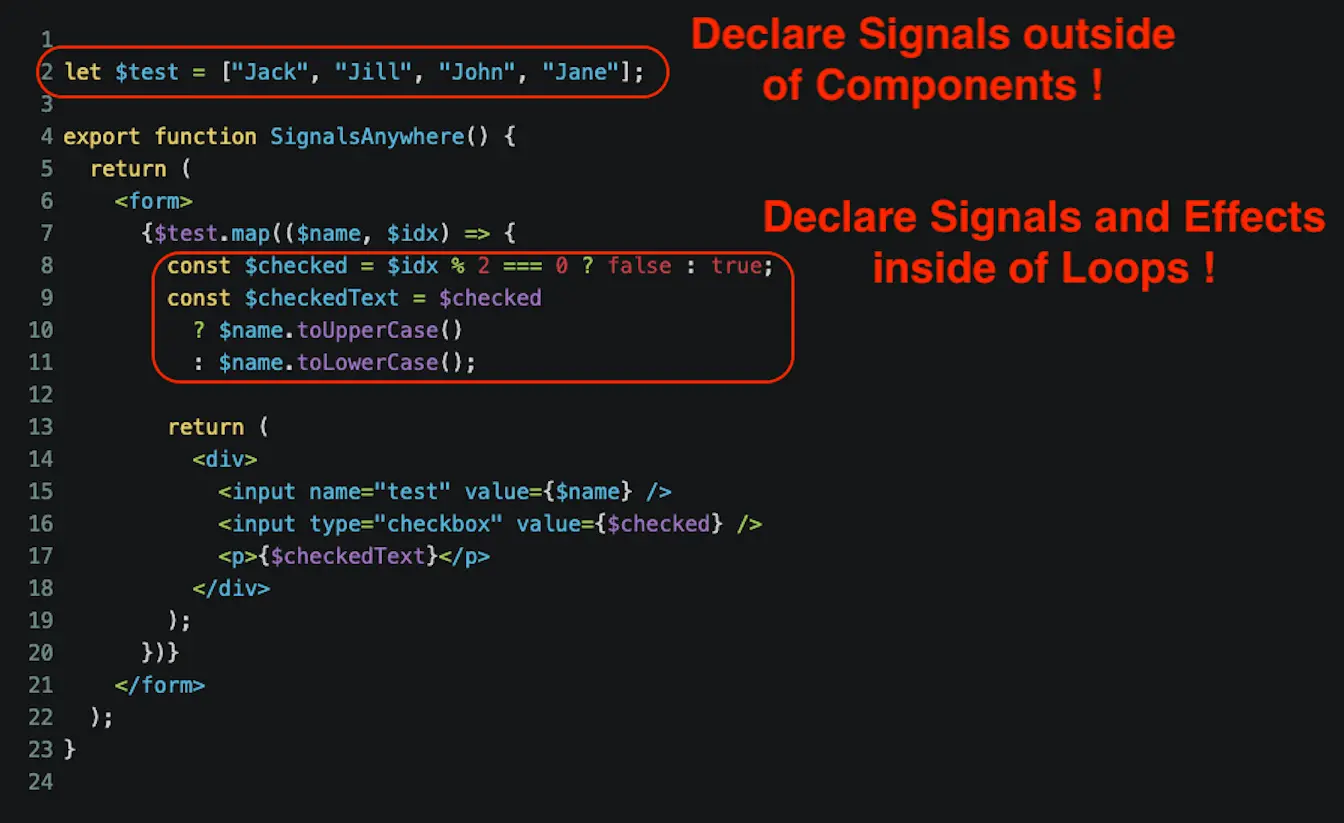 Declare Signals outside
of Components !
1
2 let $test = ["Jack", "Jill", "John", "Jane"];
3
4 export function SignalsAnywhere() {
5   return (
6     <form>
7       {$test.map(($name, $idx) => {
Declare Signals and Effects
inside of Loops !
8         const $checked = $idx % 2 === 0 ? false : true;
9         const $checkedText = $checked
10           ? $name.toUpperCase()
11           : $name.toLowerCase();
12
13         return (
14           <div>
15             <input name="test" value={$name} />
16             <input type="checkbox" value={$checked} />
17             <p>{$checkedText}</p>
18           </div>
19         );
20       })}
21     </form>
22   );
23 }
24